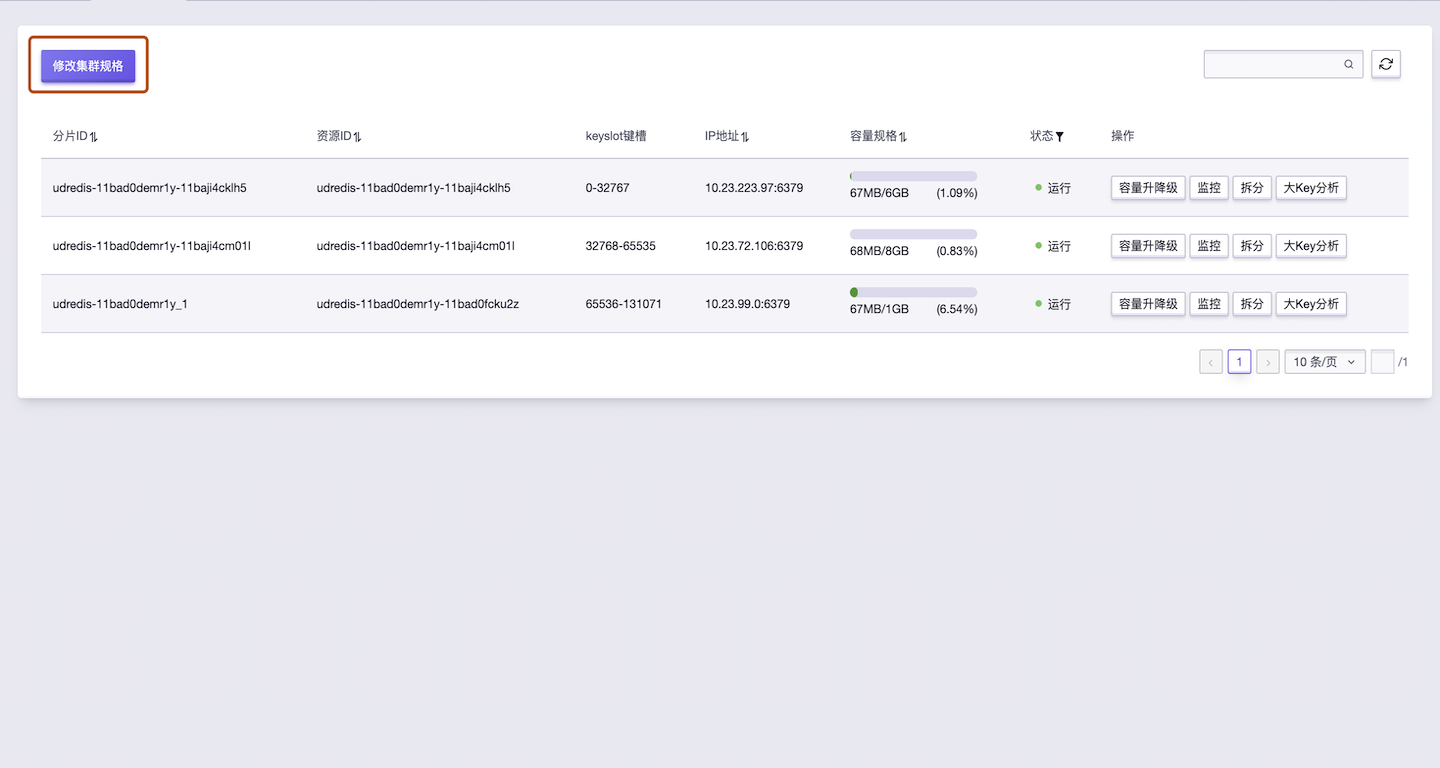 修改集群规格
分片ID 资源ID keyslot键槽 IP地址 容量规格 状态 操作
udredis-11bad0demr1y-11baji4cklh5 udredis-11bad0demr1y-11baji4cklh5 0-32767 10.23.223.97:6379 67MB/6GB (1.09%) 运行 容量升降级 监控 拆分 大Key分析
udredis-11bad0demr1y-11baji4cm01l udredis-11bad0demr1y-11baji4cm01l 32768-65535 10.23.72.106:6379 68MB/8GB (0.83%) 运行 容量升降级 监控 拆分 大Key分析
udredis-11bad0demr1y_1 udredis-11bad0demr1y-11bad0fcku2z 65536-131071 10.23.99.0:6379 67MB/1GB (6.54%) 运行 容量升降级 监控 拆分 大Key分析
1 10 条/页 /1